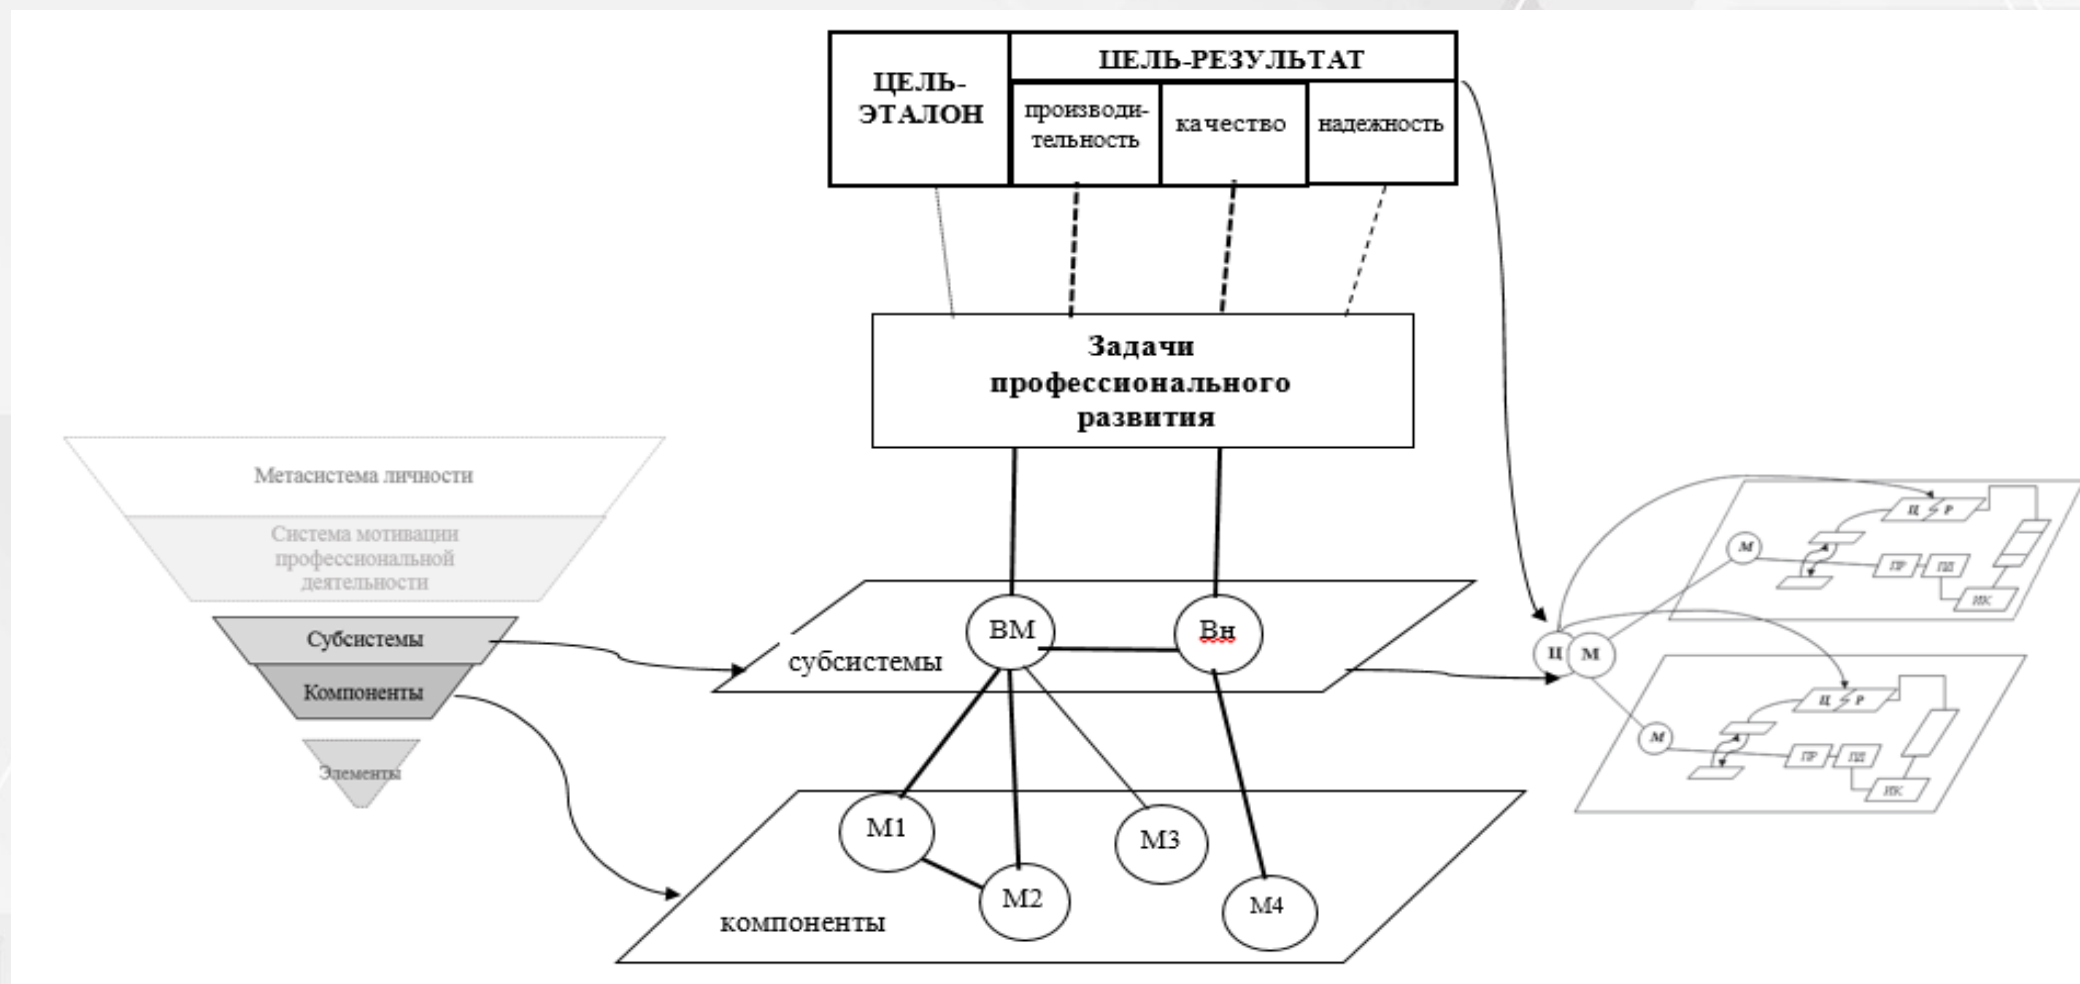 ЦЕЛЬ-
ЭТАЛОН
ЦЕЛЬ-РЕЗУЛЬТАТ
производи-
тельность
качество
надежность
Задачи
профессионального
развития
Метасистема личности
Система мотивации
профессиональной
деятельности
Субсистемы
Компоненты
Элементы
ВМ
Вн
субсистемы
М1
М2
М3
М4
компоненты
Ц М
Ц Р
М
ПР ПД
ИК
Ц Р
М
ПР ПД
ИК